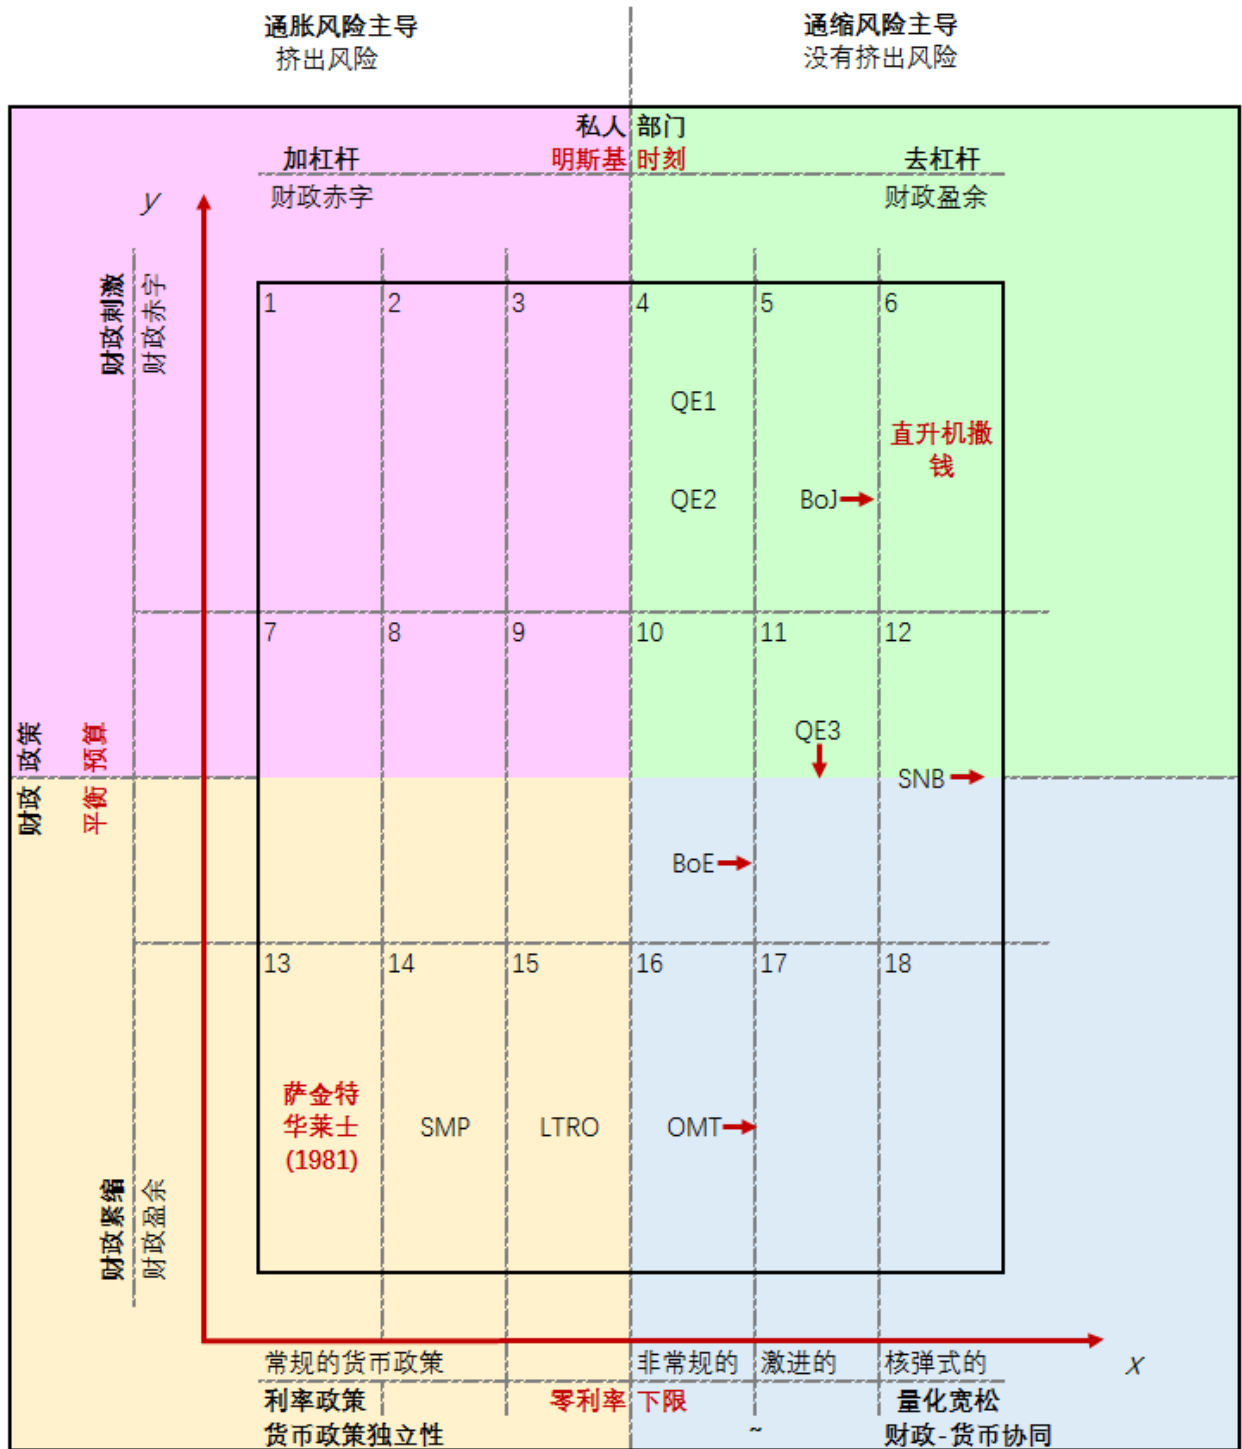 通胀风险主导
通缩风险主导
挤出风险
没有挤出风险
私人 部门
加杠杆
明斯基 时刻
去杠杆
财政赤字
财政盈余
y
财政刺激
财政赤字
1
2
3
4
5
6
QE1
直升机撒
钱
QE2
BoJ
7
8
9
10
11
12
财政 政策
平衡 预算
QE3
SNB
BoE
13
14
15
16
17
18
萨金特
华莱士
(1981)
SMP
LTRO
OMT
财政紧缩
财政盈余
常规的货币政策
非常规的
激进的
核弹式的
x
利率政策
零利率 下限
量化宽松
货币政策独立性
~
财政-货币协同